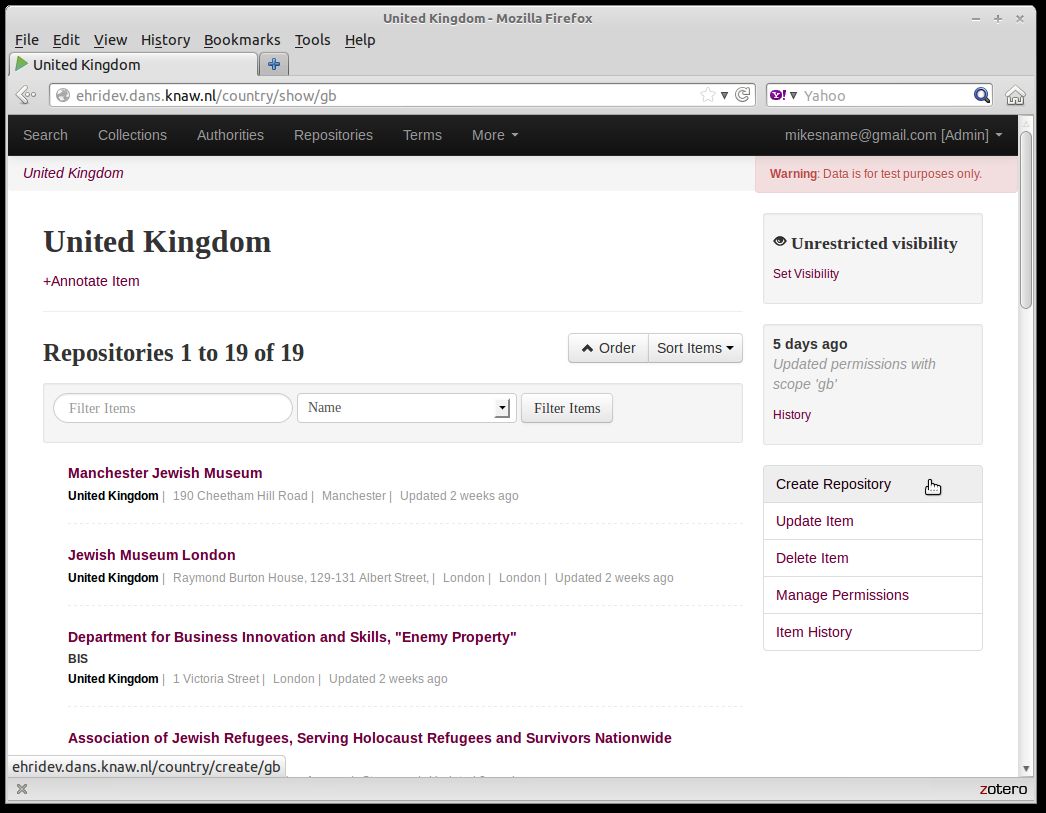 United Kingdom - Mozilla Firefox
File Edit View History Bookmarks Tools Help
United Kingdom
ehridev.dans.knaw.nl/country/show/gb
Y! Yahoo
Search Collections Authorities Repositories Terms More mikesname@gmail.com [Admin]
United Kingdom
Warning: Data is for test purposes only.
United Kingdom
+Annotate Item
Unrestricted visibility
Set Visibility
5 days ago
Updated permissions with
scope 'gb'
History
Repositories 1 to 19 of 19
Order Sort Items
Filter Items Name Filter Items
Manchester Jewish Museum
United Kingdom | 190 Cheetham Hill Road | Manchester | Updated 2 weeks ago
Jewish Museum London
United Kingdom | Raymond Burton House, 129-131 Albert Street, | London | London | Updated 2 weeks ago
Department for Business Innovation and Skills, "Enemy Property"
BIS
United Kingdom | 1 Victoria Street | London | Updated 2 weeks ago
Association of Jewish Refugees, Serving Holocaust Refugees and Survivors Nationwide
Create Repository
Update Item
Delete Item
Manage Permissions
Item History
ehridev.dans.knaw.nl/country/create/gb
zotero